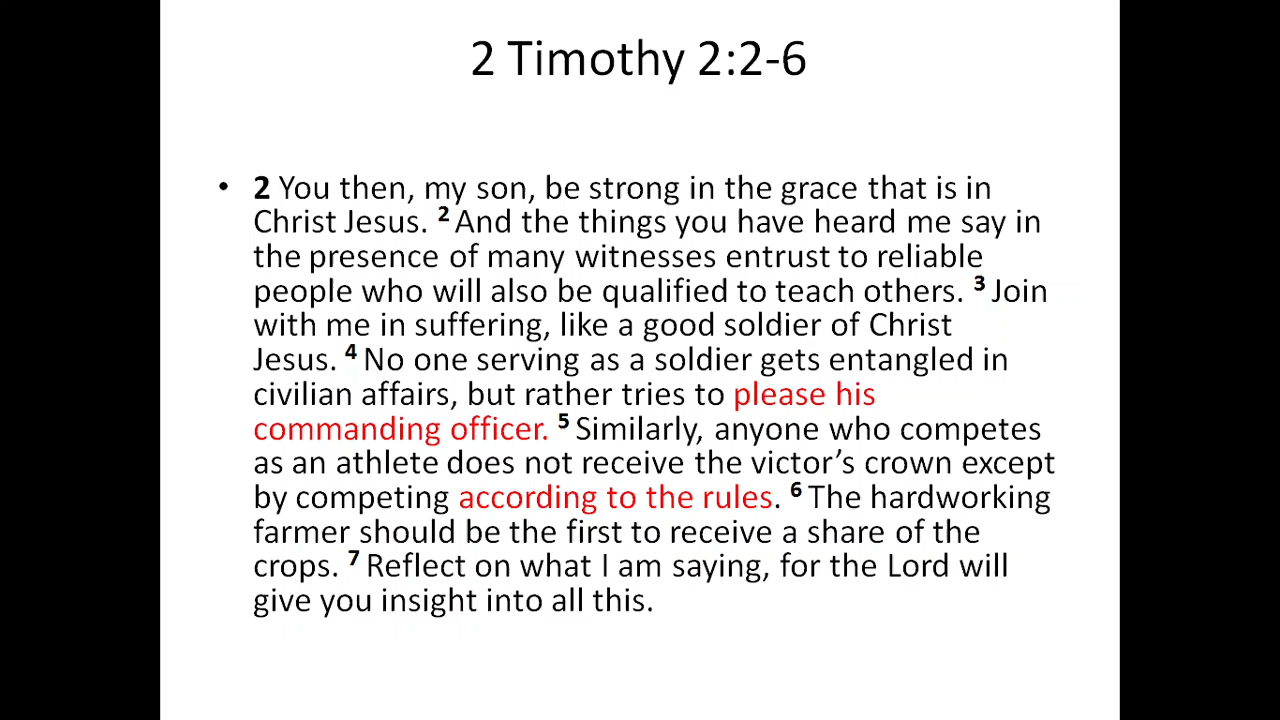 2 Timothy 2:2-6
• 2 You then, my son, be strong in the grace that is in
Christ Jesus. 2 And the things you have heard me say in
the presence of many witnesses entrust to reliable
people who will also be qualified to teach others. 3 Join
with me in suffering, like a good soldier of Christ
Jesus. 4 No one serving as a soldier gets entangled in
civilian affairs, but rather tries to please his
commanding officer. 5 Similarly, anyone who competes
as an athlete does not receive the victor’s crown except
by competing according to the rules. 6 The hardworking
farmer should be the first to receive a share of the
crops. 7 Reflect on what I am saying, for the Lord will
give you insight into all this.